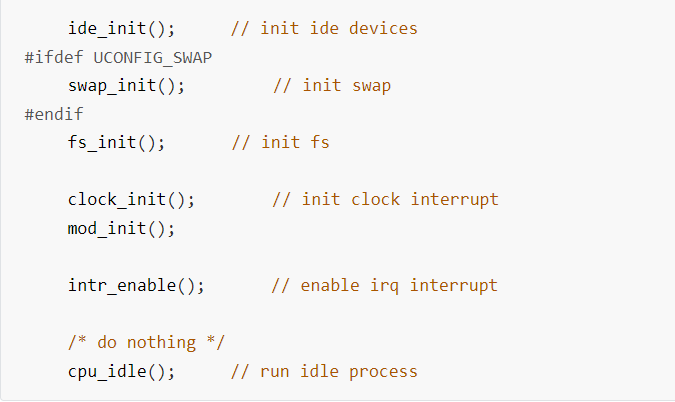 ide_init();      // init ide devices
#ifdef UCONFIG_SWAP
swap_init();         // init swap
#endif
fs_init();       // init fs
clock_init();        // init clock interrupt
mod_init();
intr_enable();       // enable irq interrupt
/* do nothing */
cpu_idle();      // run idle process